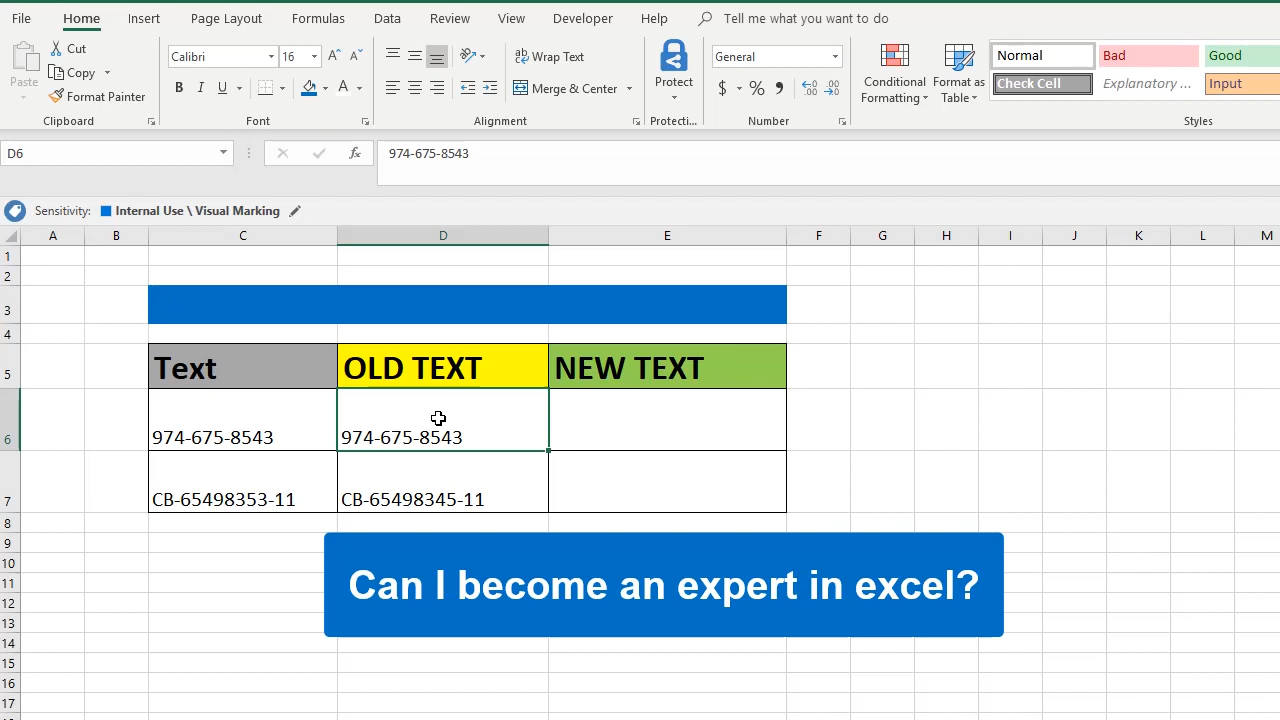 File Home Insert Page Layout Formulas Data Review View Developer Help Tell me what you want to do
Paste Cut Copy Format Painter
Calibri 16 A A
B I U A
Wrap Text
Merge & Center
Protect
General
$ % , .00 .0
Conditional Formatting Format as Table
Normal Bad Good
Check Cell Explanatory ... Input
Clipboard Font Alignment Protecti... Number Styles
D6 fx 974-675-8543
Sensitivity: Internal Use \ Visual Marking
A B C D E F G H I J K L M
1
2
3
4
5 Text OLD TEXT NEW TEXT
6 974-675-8543 974-675-8543
7 CB-65498353-11 CB-65498345-11
8
9
10
11
12
13
14
15
16
17
Can I become an expert in excel?